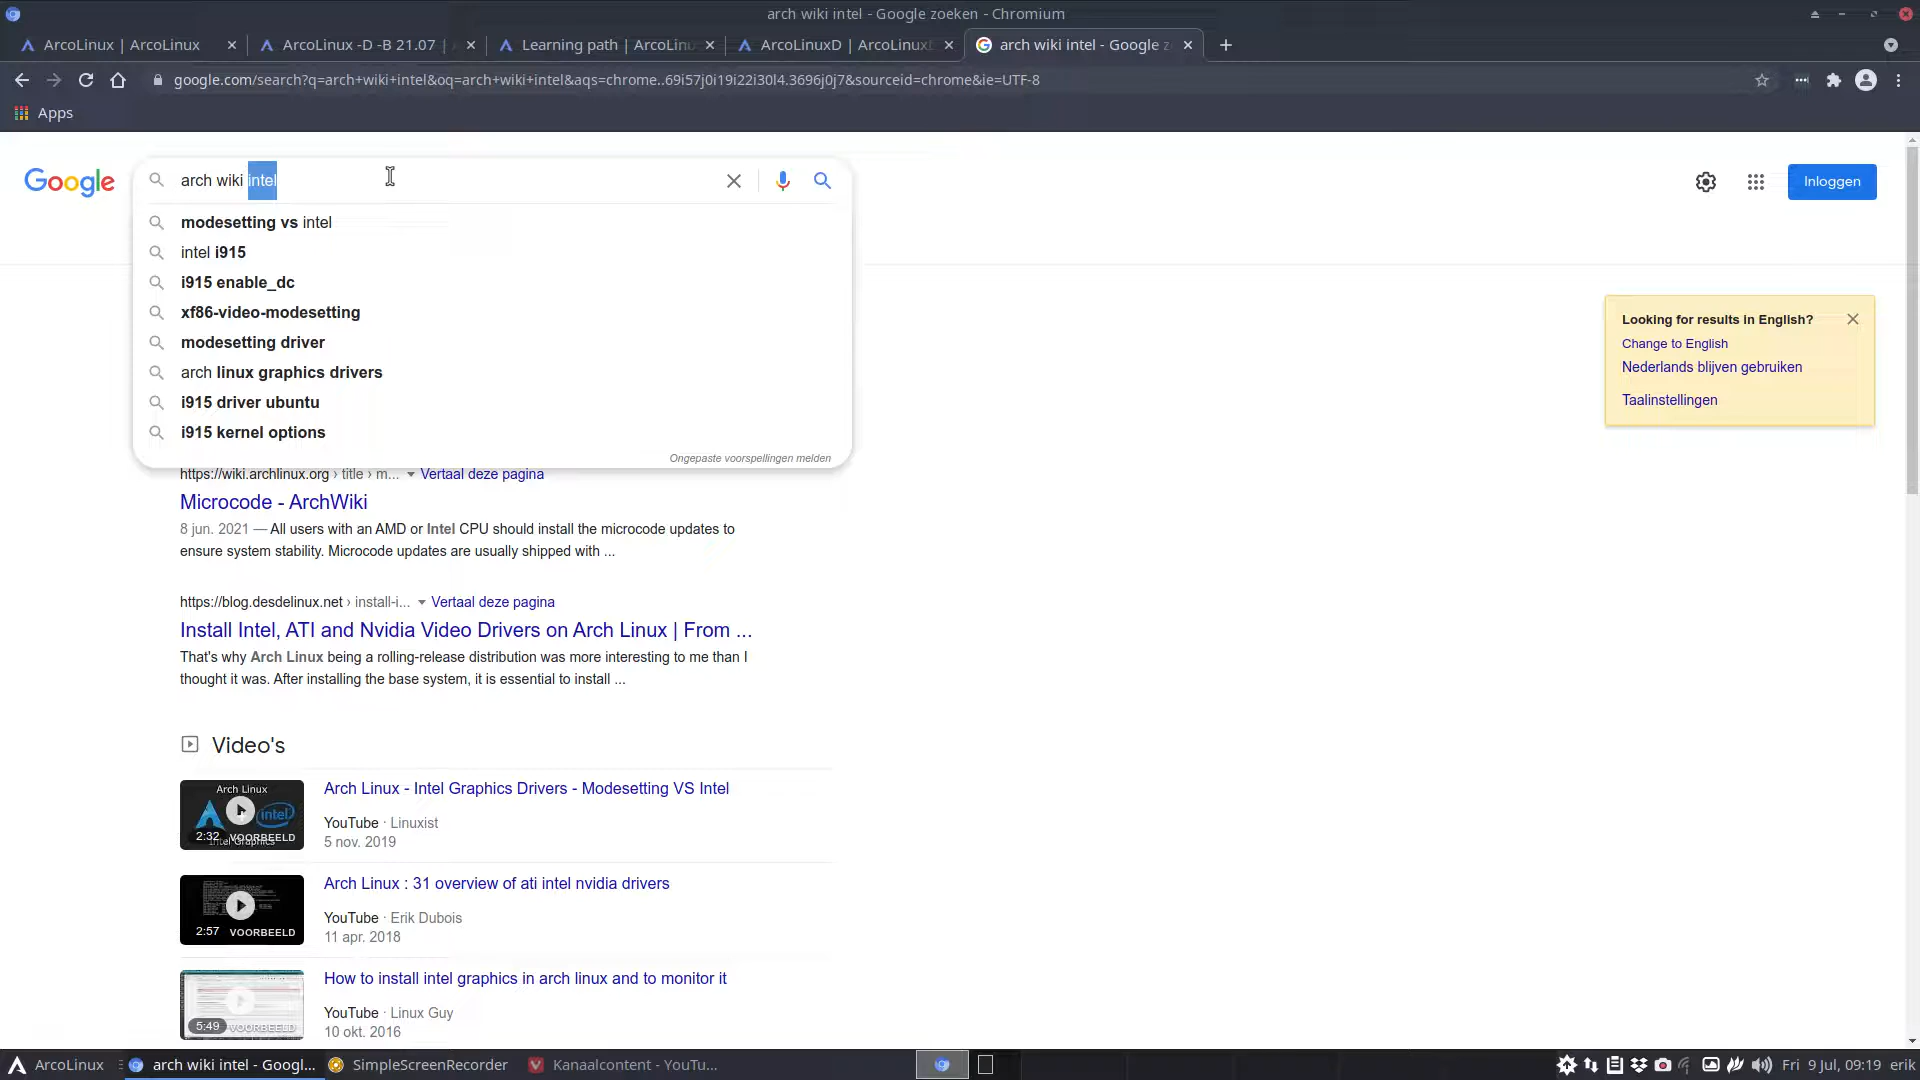 arch wiki intel - Google zoeken - Chromium
ArcoLinux | ArcoLinux
ArcoLinux -D -B 21.07 |
Learning path | ArcoLinu
ArcoLinuxD | ArcoLinux
arch wiki intel - Google z
google.com/search?q=arch+wiki+intel&oq=arch+wiki+intel&aqs=chrome..69i57j0i19i22i30l4.3696j0j7&sourceid=chrome&ie=UTF-8
Apps
Google
arch wiki intel
Inloggen
modesetting vs intel
intel i915
i915 enable_dc
xf86-video-modesetting
modesetting driver
arch linux graphics drivers
i915 driver ubuntu
i915 kernel options
Ongepaste voorspellingen melden
Looking for results in English?
Change to English
Nederlands blijven gebruiken
Taalinstellingen
https://wiki.archlinux.org › title › m... Vertaal deze pagina
Microcode - ArchWiki
8 jun. 2021 — All users with an AMD or Intel CPU should install the microcode updates to
ensure system stability. Microcode updates are usually shipped with ...
https://blog.desdelinux.net › install-i... Vertaal deze pagina
Install Intel, ATI and Nvidia Video Drivers on Arch Linux | From ...
That's why Arch Linux being a rolling-release distribution was more interesting to me than I
thought it was. After installing the base system, it is essential to install ...
Video's
Arch Linux
intel
2:32 VOORBEELD
Intel Graphics
Arch Linux - Intel Graphics Drivers - Modesetting VS Intel
YouTube · Linuxist
5 nov. 2019
2:57 VOORBEELD
Arch Linux : 31 overview of ati intel nvidia drivers
YouTube · Erik Dubois
11 apr. 2018
5:49 VOORBEELD
How to install intel graphics in arch linux and to monitor it
YouTube · Linux Guy
10 okt. 2016
ArcoLinux
arch wiki intel - Googl...
SimpleScreenRecorder
Kanaalcontent - YouTu...
Fri 9 Jul, 09:19 erik